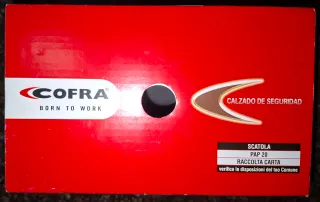 COFRA
BORN TO WORK
CALZADO DE SEGURIDAD
SCATOLA
PAP 20
RACCOLTA CARTA
verifica le disposizioni del tuo Comune